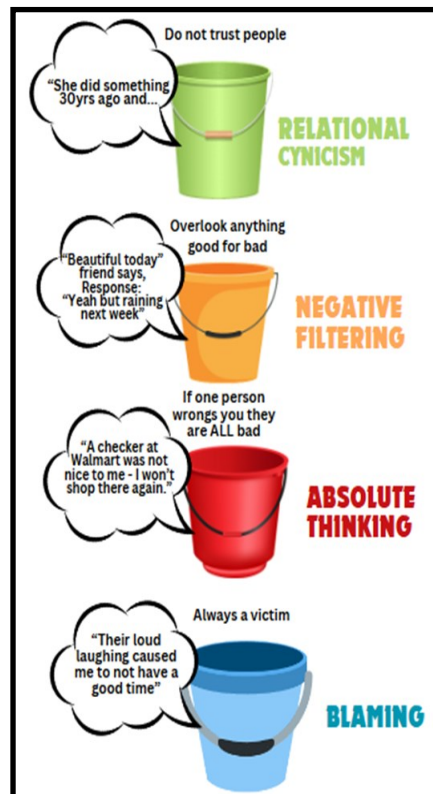 Do not trust people
“She did something
30yrs ago and...
RELATIONAL
CYNICISM
Overlook anything
good for bad
“Beautiful today”
friend says,
Response:
“Yeah but raining
next week”
NEGATIVE
FILTERING
If one person
wrongs you they
are ALL bad
“A checker at
Walmart was not
nice to me - I won’t
shop there again.”
ABSOLUTE
THINKING
Always a victim
“Their loud
laughing caused
me to not have a
good time”
BLAMING